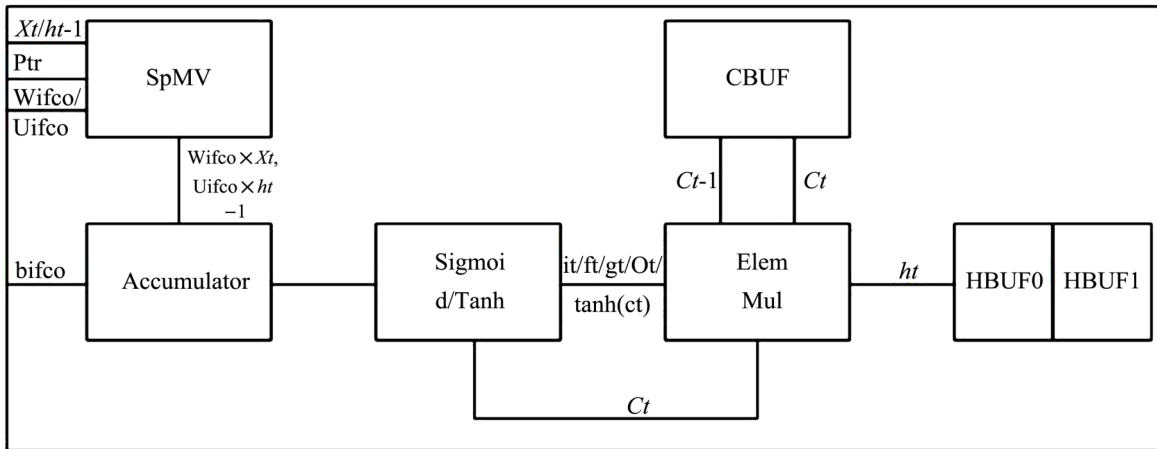 Xt/ht-1
Ptr
Wifco/
Uifco
SpMV
CBUF
Wifco×Xt,
Uifco×ht
−1
Ct-1
Ct
bifco
Accumulator
Sigmoi
d/Tanh
it/ft/gt/Ot/
tanh(ct)
Elem
Mul
ht
HBUF0
HBUF1
Ct